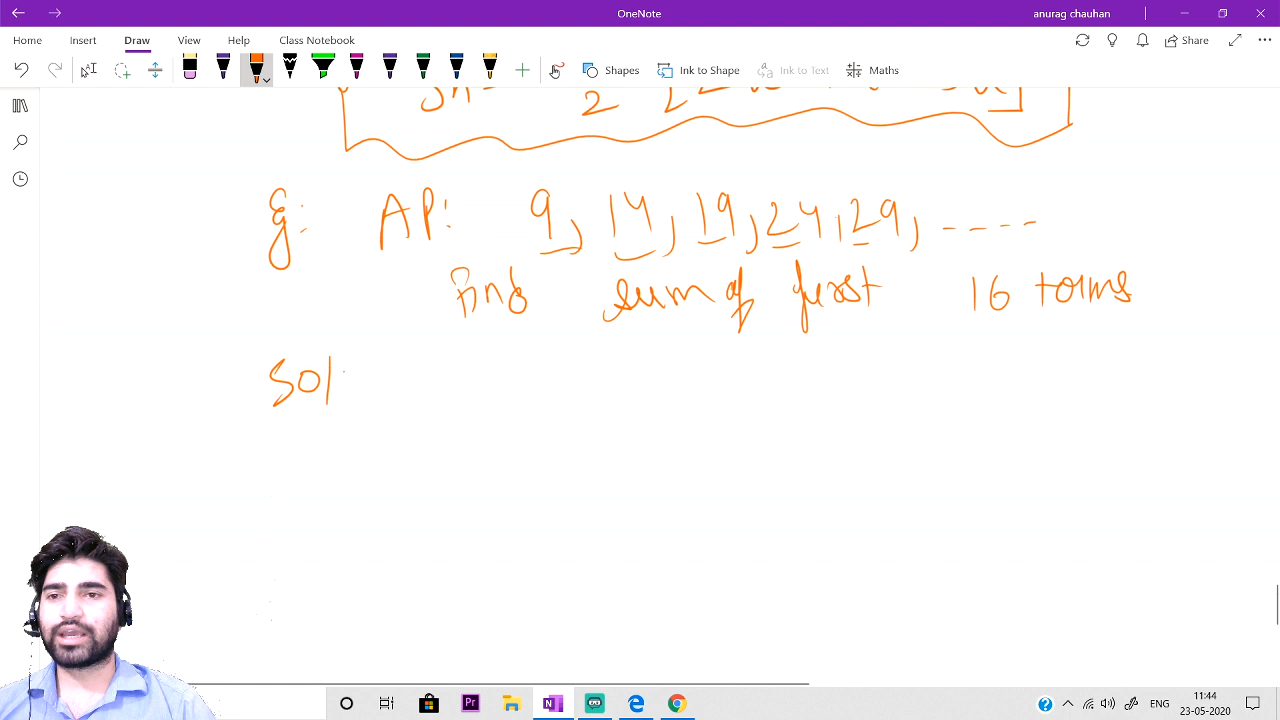 OneNote
anurag chauhan
Home Insert Draw View Help Class Notebook
Share
Shapes Ink to Shape Ink to Text Maths
2
Eg: AP: 9, 14, 19, 24, 29, ----
Find sum of first 16 terms
Sol
Pr
ENG
11:44
23-05-2020